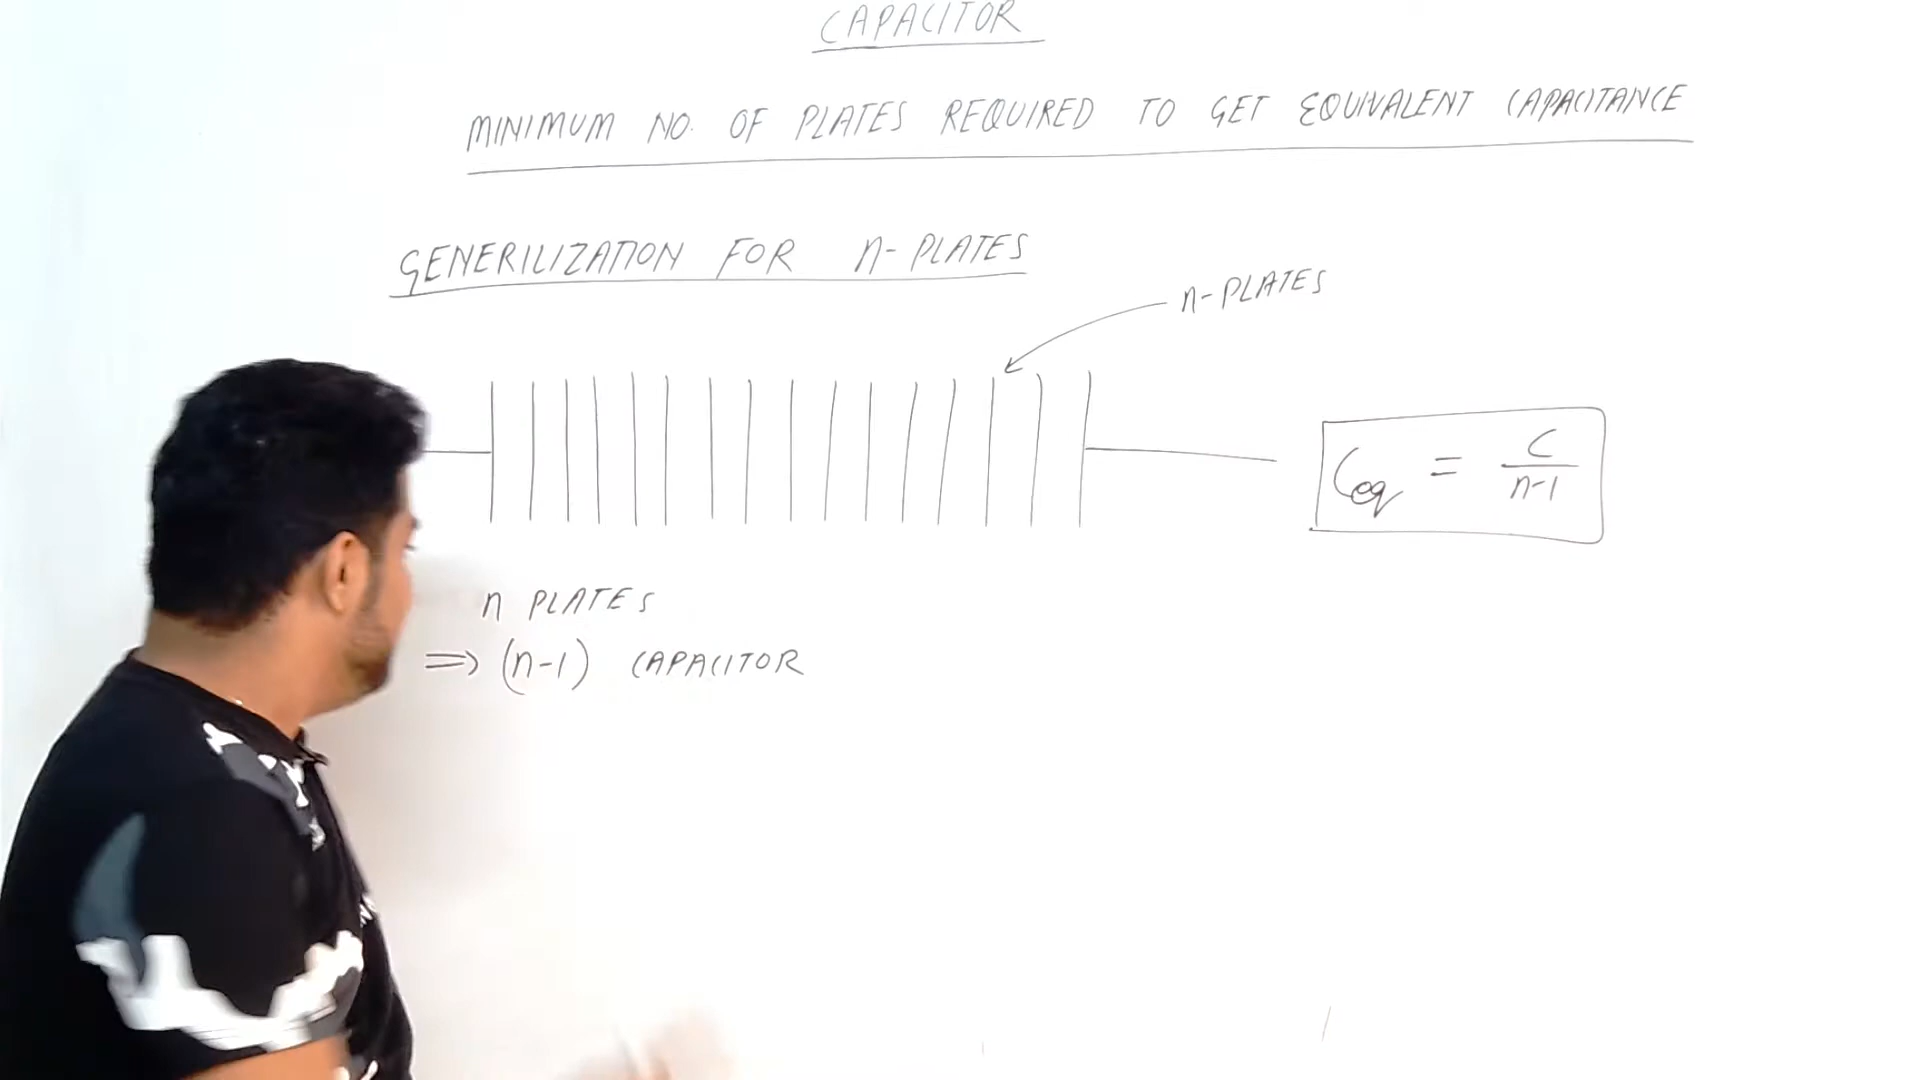 CAPACITOR
MINIMUM NO. OF PLATES REQUIRED TO GET EQUIVALENT CAPACITANCE
GENERILIZATION FOR n-PLATES
n-PLATES
Ceq = C/n-1
n PLATES
⇒ (n-1) CAPACITOR